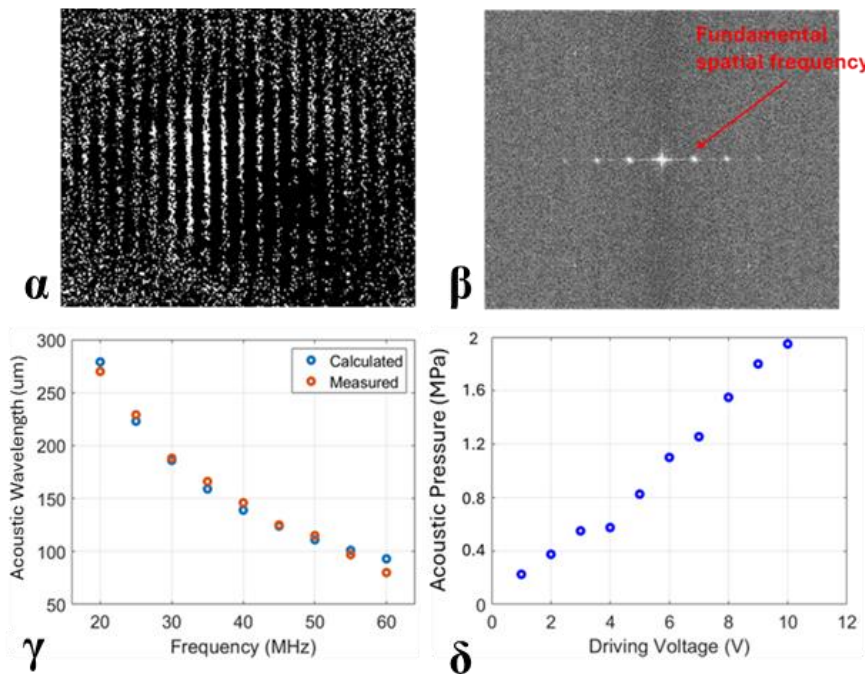 Fundamental
spatial frequency
α
β
300
250
200
150
100
50
Acoustic Wavelength (um)
Calculated
Measured
20
30
40
50
60
Frequency (MHz)
γ
2
1.6
1.2
0.8
0.4
0
Acoustic Pressure (MPa)
0
2
4
6
8
10
12
Driving Voltage (V)
δ